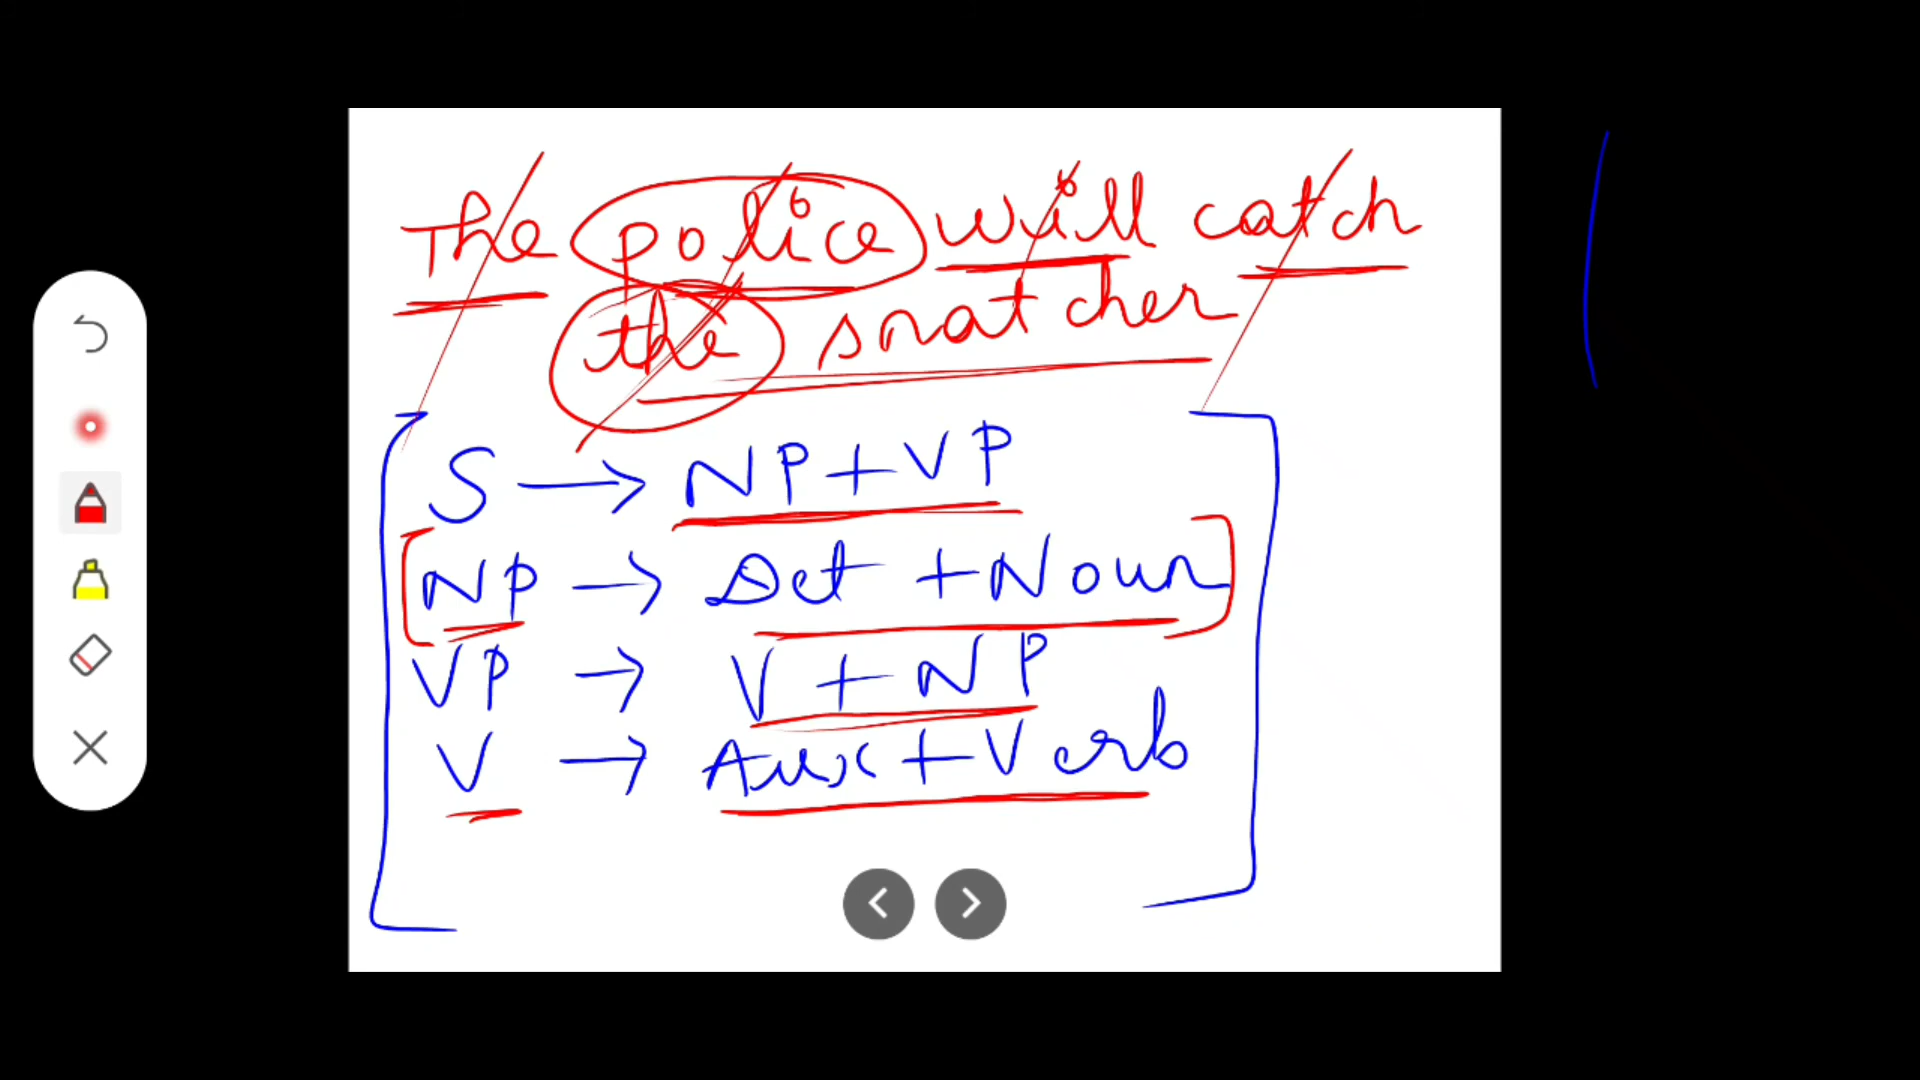 The police will catch
the snatcher
S → NP + VP
NP → Det + Noun
VP → V + NP
V → Aux + Verb